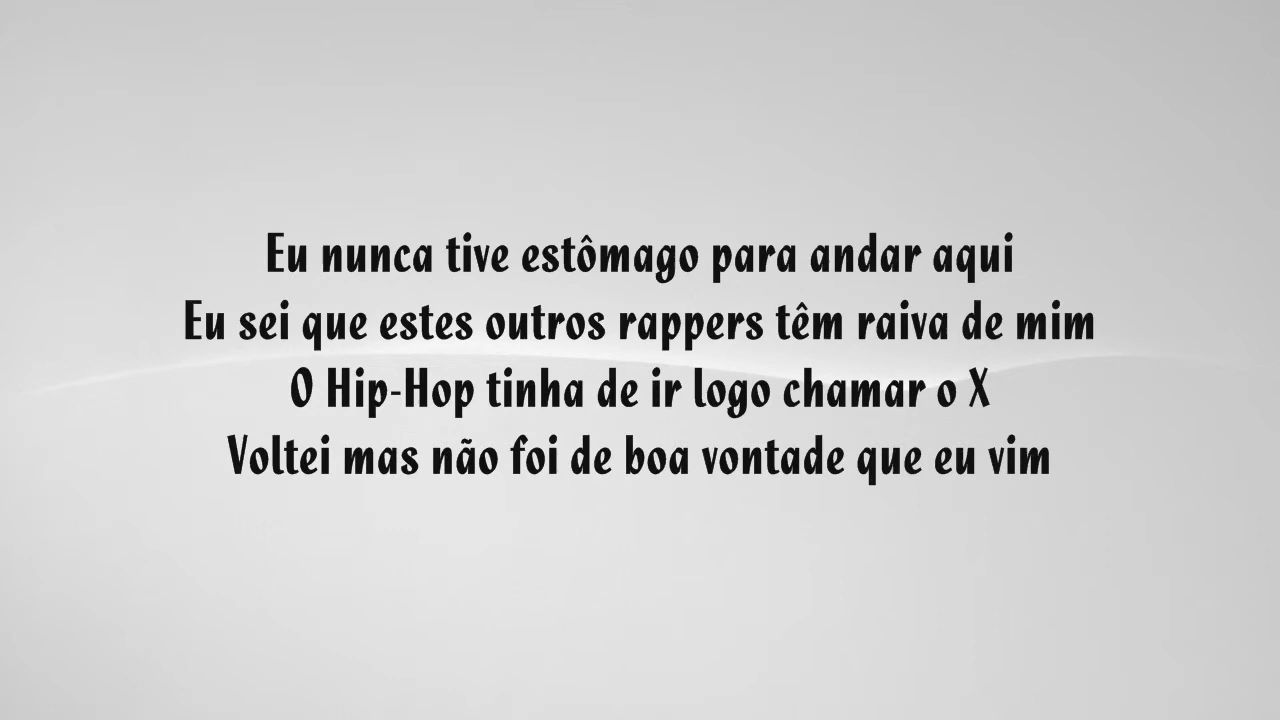 Eu nunca tive estômago para andar aqui
Eu sei que estes outros rappers têm raiva de mim
O Hip-Hop tinha de ir logo chamar o X
Voltei mas não foi de boa vontade que eu vim